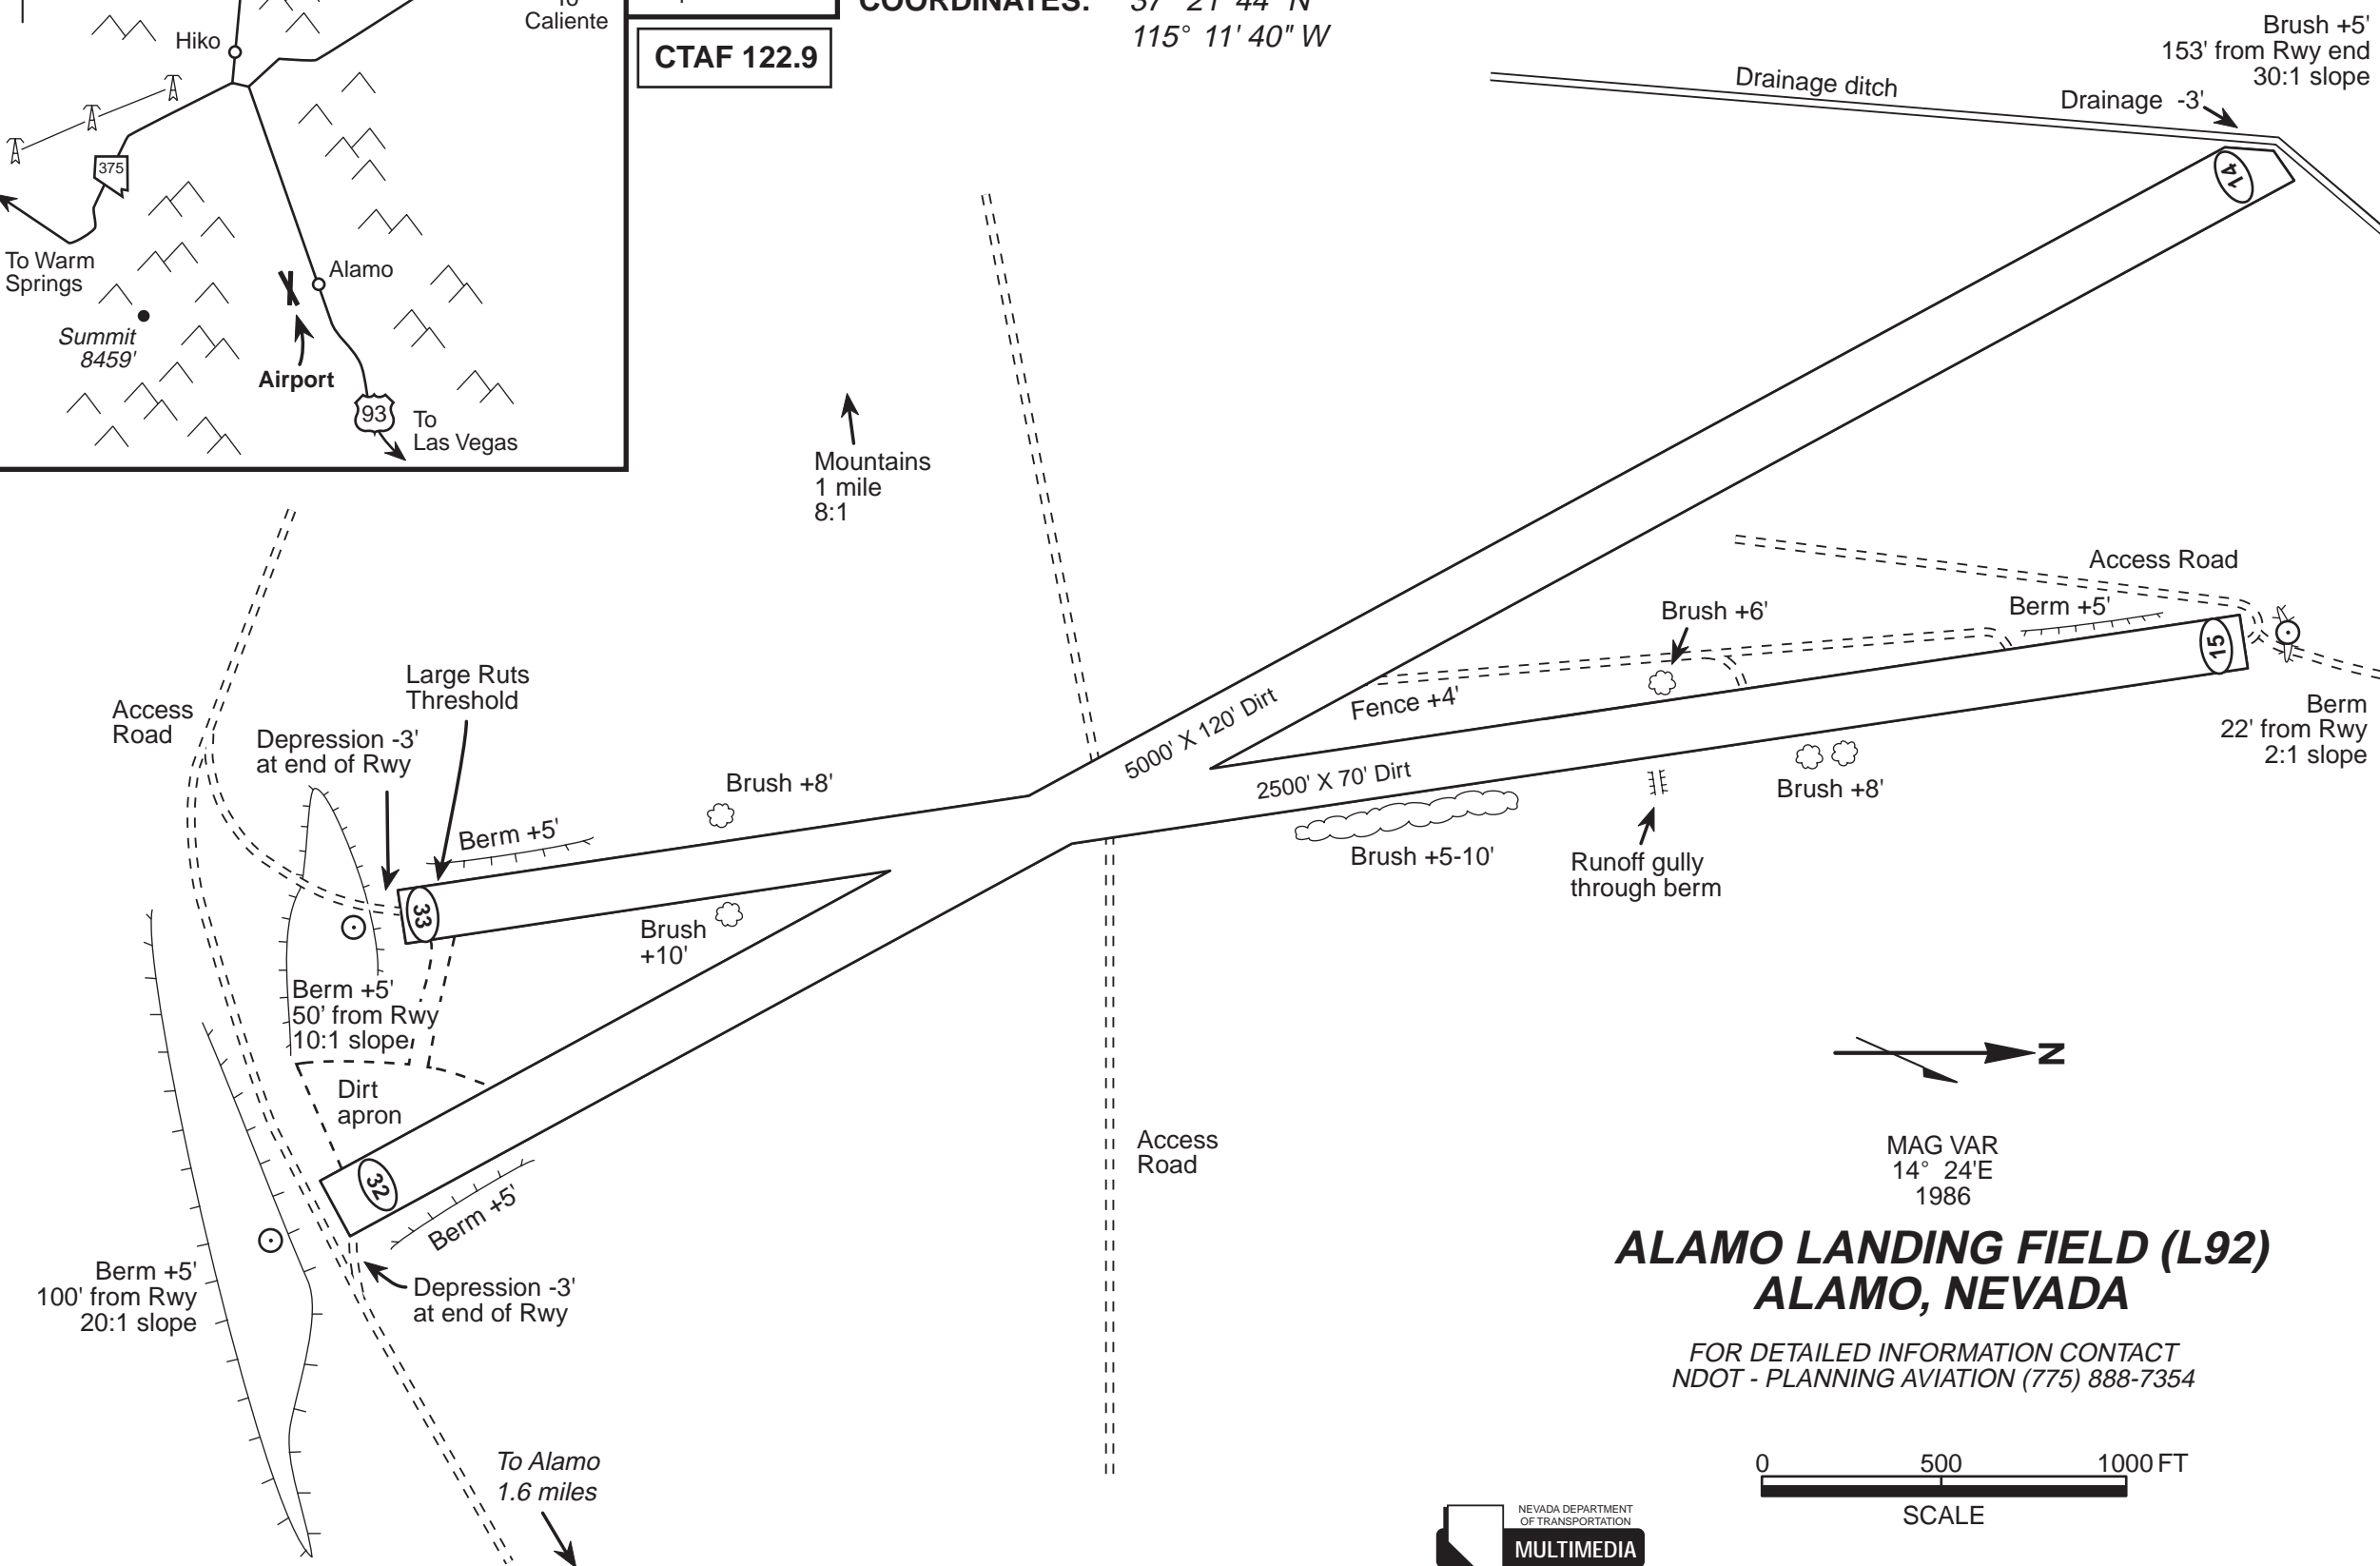 To
Caliente
COORDINATES:
37° 21' 44" N
115° 11' 40" W
CTAF 122.9
Hiko
375
To Warm
Springs
Summit
8459'
Alamo
Airport
93
To
Las Vegas
Brush +5'
153' from Rwy end
30:1 slope
Drainage ditch
Drainage -3'
14
Mountains
1 mile
8:1
Access Road
Berm +5'
Brush +6'
15
Berm
22' from Rwy
2:1 slope
Fence +4'
5000' X 120' Dirt
2500' X 70' Dirt
Brush +8'
Brush +5-10'
Runoff gully
through berm
Large Ruts
Threshold
Access
Road
Depression -3'
at end of Rwy
Brush +8'
Berm +5'
33
Brush
+10'
Berm +5'
50' from Rwy
10:1 slope
Dirt
apron
32
Berm +5'
Depression -3'
at end of Rwy
Berm +5'
100' from Rwy
20:1 slope
To Alamo
1.6 miles
Access
Road
N
MAG VAR
14° 24'E
1986
ALAMO LANDING FIELD (L92)
ALAMO, NEVADA
FOR DETAILED INFORMATION CONTACT
NDOT - PLANNING AVIATION (775) 888-7354
0 500 1000 FT
SCALE
NEVADA DEPARTMENT
OF TRANSPORTATION
MULTIMEDIA